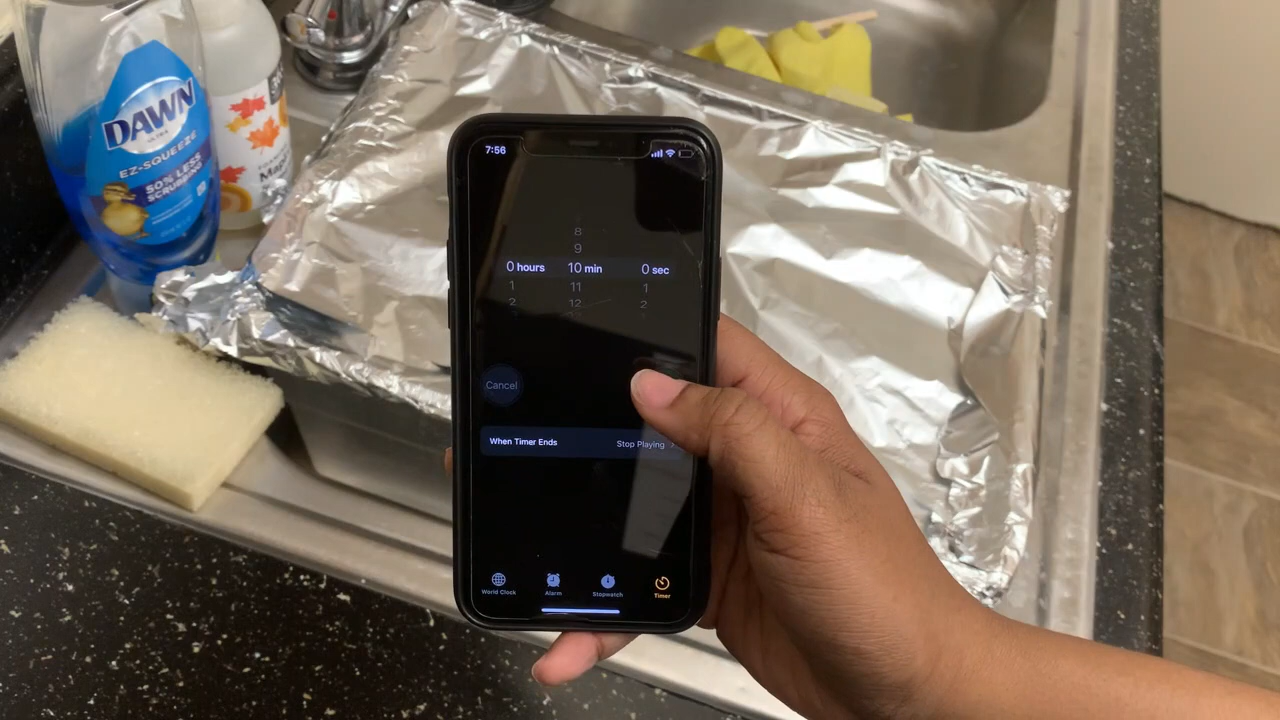 DAWN
ULTRA
EZ-SQUEEZE
50% LESS
SCRUBBING
7:56
8
9
0 hours 10 min 0 sec
1 11 1
2 12 2
Cancel
When Timer Ends Stop Playing
World Clock Alarm Stopwatch Timer